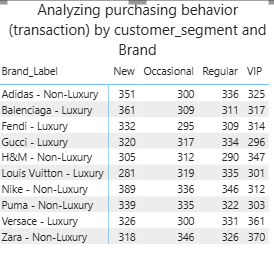 Analyzing purchasing behavior
(transaction) by customer_segment and
Brand
Brand_Label New Occasional Regular VIP
Adidas - Non-Luxury 351 300 336 325
Balenciaga - Luxury 361 309 311 317
Fendi - Luxury 332 295 309 314
Gucci - Luxury 320 317 334 296
H&M - Non-Luxury 305 312 290 347
Louis Vuitton - Luxury 281 319 335 301
Nike - Non-Luxury 389 336 346 312
Puma - Non-Luxury 339 335 322 303
Versace - Luxury 326 300 331 361
Zara - Non-Luxury 318 346 326 370